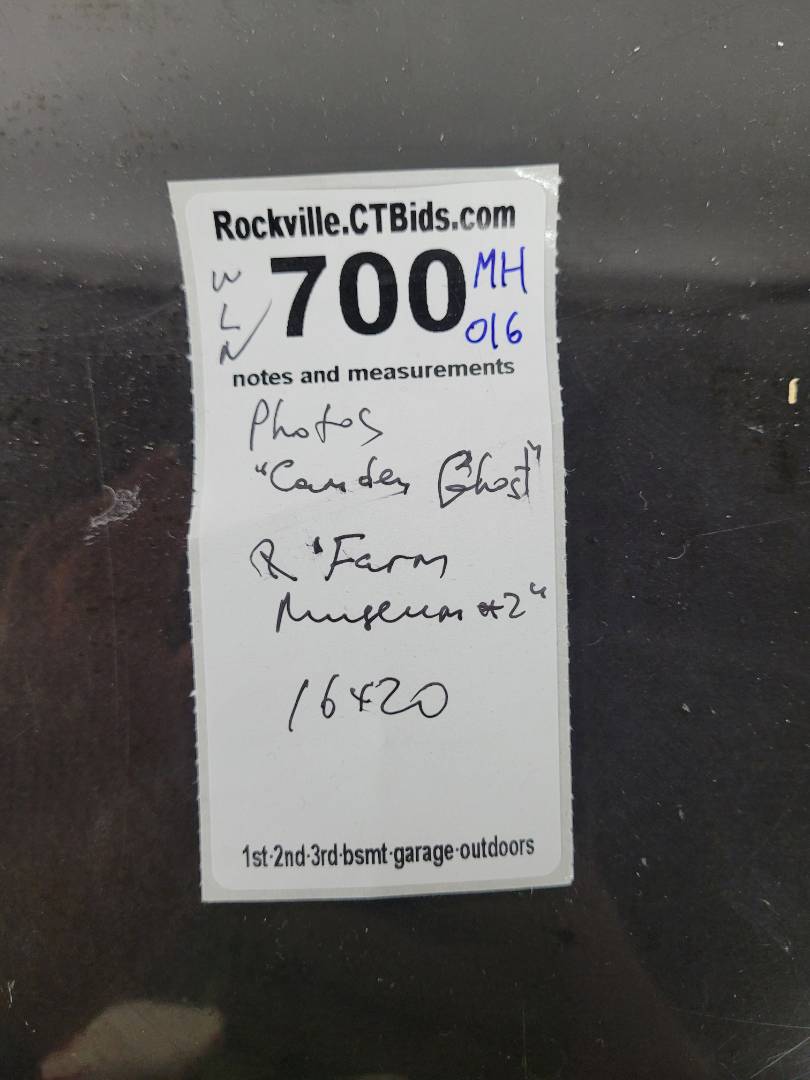 Rockville.CTBids.com
W
L
N
700
MH
016
notes and measurements
Photos
"Camden Ghost"
& "Farm
Museum #2"
16x20
1st·2nd·3rd·bsmt·garage·outdoors